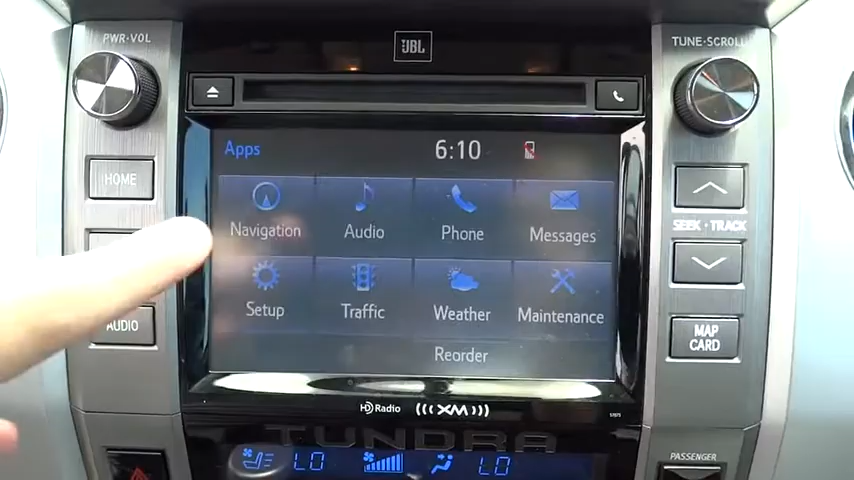 PWR·VOL
JBL
TUNE·SCROLL
HOME
Apps
6:10
Navigation
Audio
Phone
Messages
SEEK · TRACK
Setup
Traffic
Weather
Maintenance
AUDIO
MAP
CARD
Reorder
HD Radio
((( XM )))
TUNDRA
LO
LO
PASSENGER